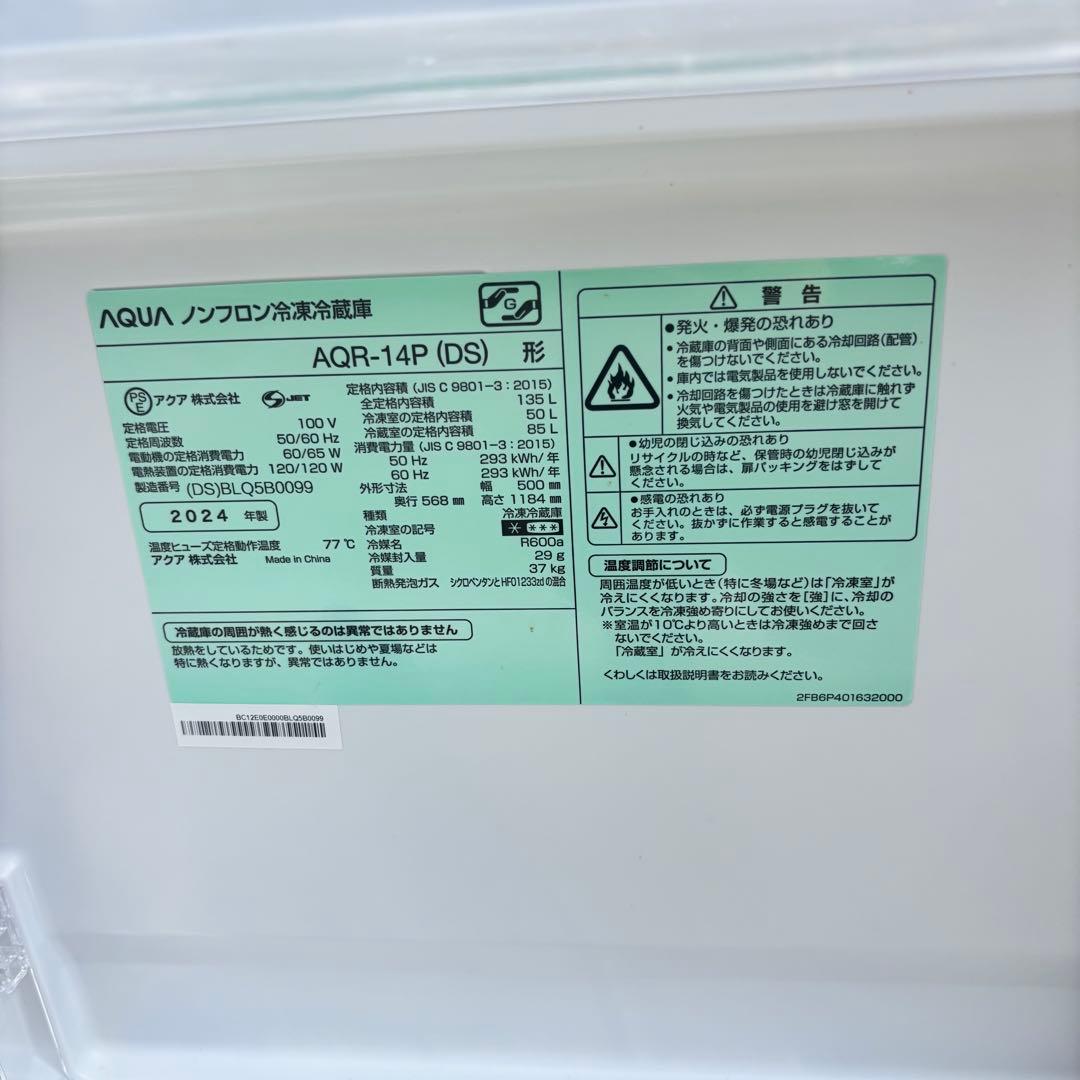 AQUA ノンフロン冷凍冷蔵庫
G
AQR-14P (DS) 形
PS E アクア 株式会社 JET
定格電圧 100 V
定格周波数 50/60 Hz
電動機の定格消費電力 60/65 W
電熱装置の定格消費電力 120/120 W
製造番号 (DS)BLQ5B0099
2024 年製
温度ヒューズ定格動作温度 77℃
アクア 株式会社 Made in China
定格内容積 (JIS C 9801-3 : 2015)
全定格内容積 135 L
冷凍室の定格内容積 50 L
冷蔵室の定格内容積 85 L
消費電力量 (JIS C 9801-3 : 2015)
50 Hz 293 kWh/年
60 Hz 293 kWh/年
外形寸法 幅 500 ㎜
奥行 568 ㎜ 高さ 1184 ㎜
種類 冷凍冷蔵庫
冷凍室の記号 * ***
冷媒名 R600a
冷媒封入量 29 g
質量 37 kg
断熱発泡ガス シクロペンタンとHFO1233zdの混合
冷蔵庫の周囲が熱く感じるのは異常ではありません
放熱をしているためです。使いはじめや夏場などは
特に熱くなりますが、異常ではありません。
BC12E0E0000BLQ5B0099
警告
●発火・爆発の恐れあり
・冷蔵庫の背面や側面にある冷却回路(配管)
を傷つけないでください。
・庫内では電気製品を使用しないでください。
・冷却回路を傷つけたときは冷蔵庫に触れず
火気や電気製品の使用を避け窓を開けて
換気してください。
●幼児の閉じ込みの恐れあり
リサイクルの時など、保管時の幼児閉じ込みが
懸念される場合は、扉パッキングをはずして
ください。
●感電の恐れあり
お手入れのときは、必ず電源プラグを抜いて
ください。抜かずに作業すると感電することが
あります。
温度調節について
周囲温度が低いとき(特に冬場など)は「冷凍室」が
冷えにくくなります。冷却の強さを[強]に、冷却の
バランスを冷凍強め寄りにしてお使いください。
※室温が10℃より高いときは冷凍強めまで回さ
ないでください。
「冷蔵室」が冷えにくくなります。
くわしくは取扱説明書をお読みください。
2FB6P401632000